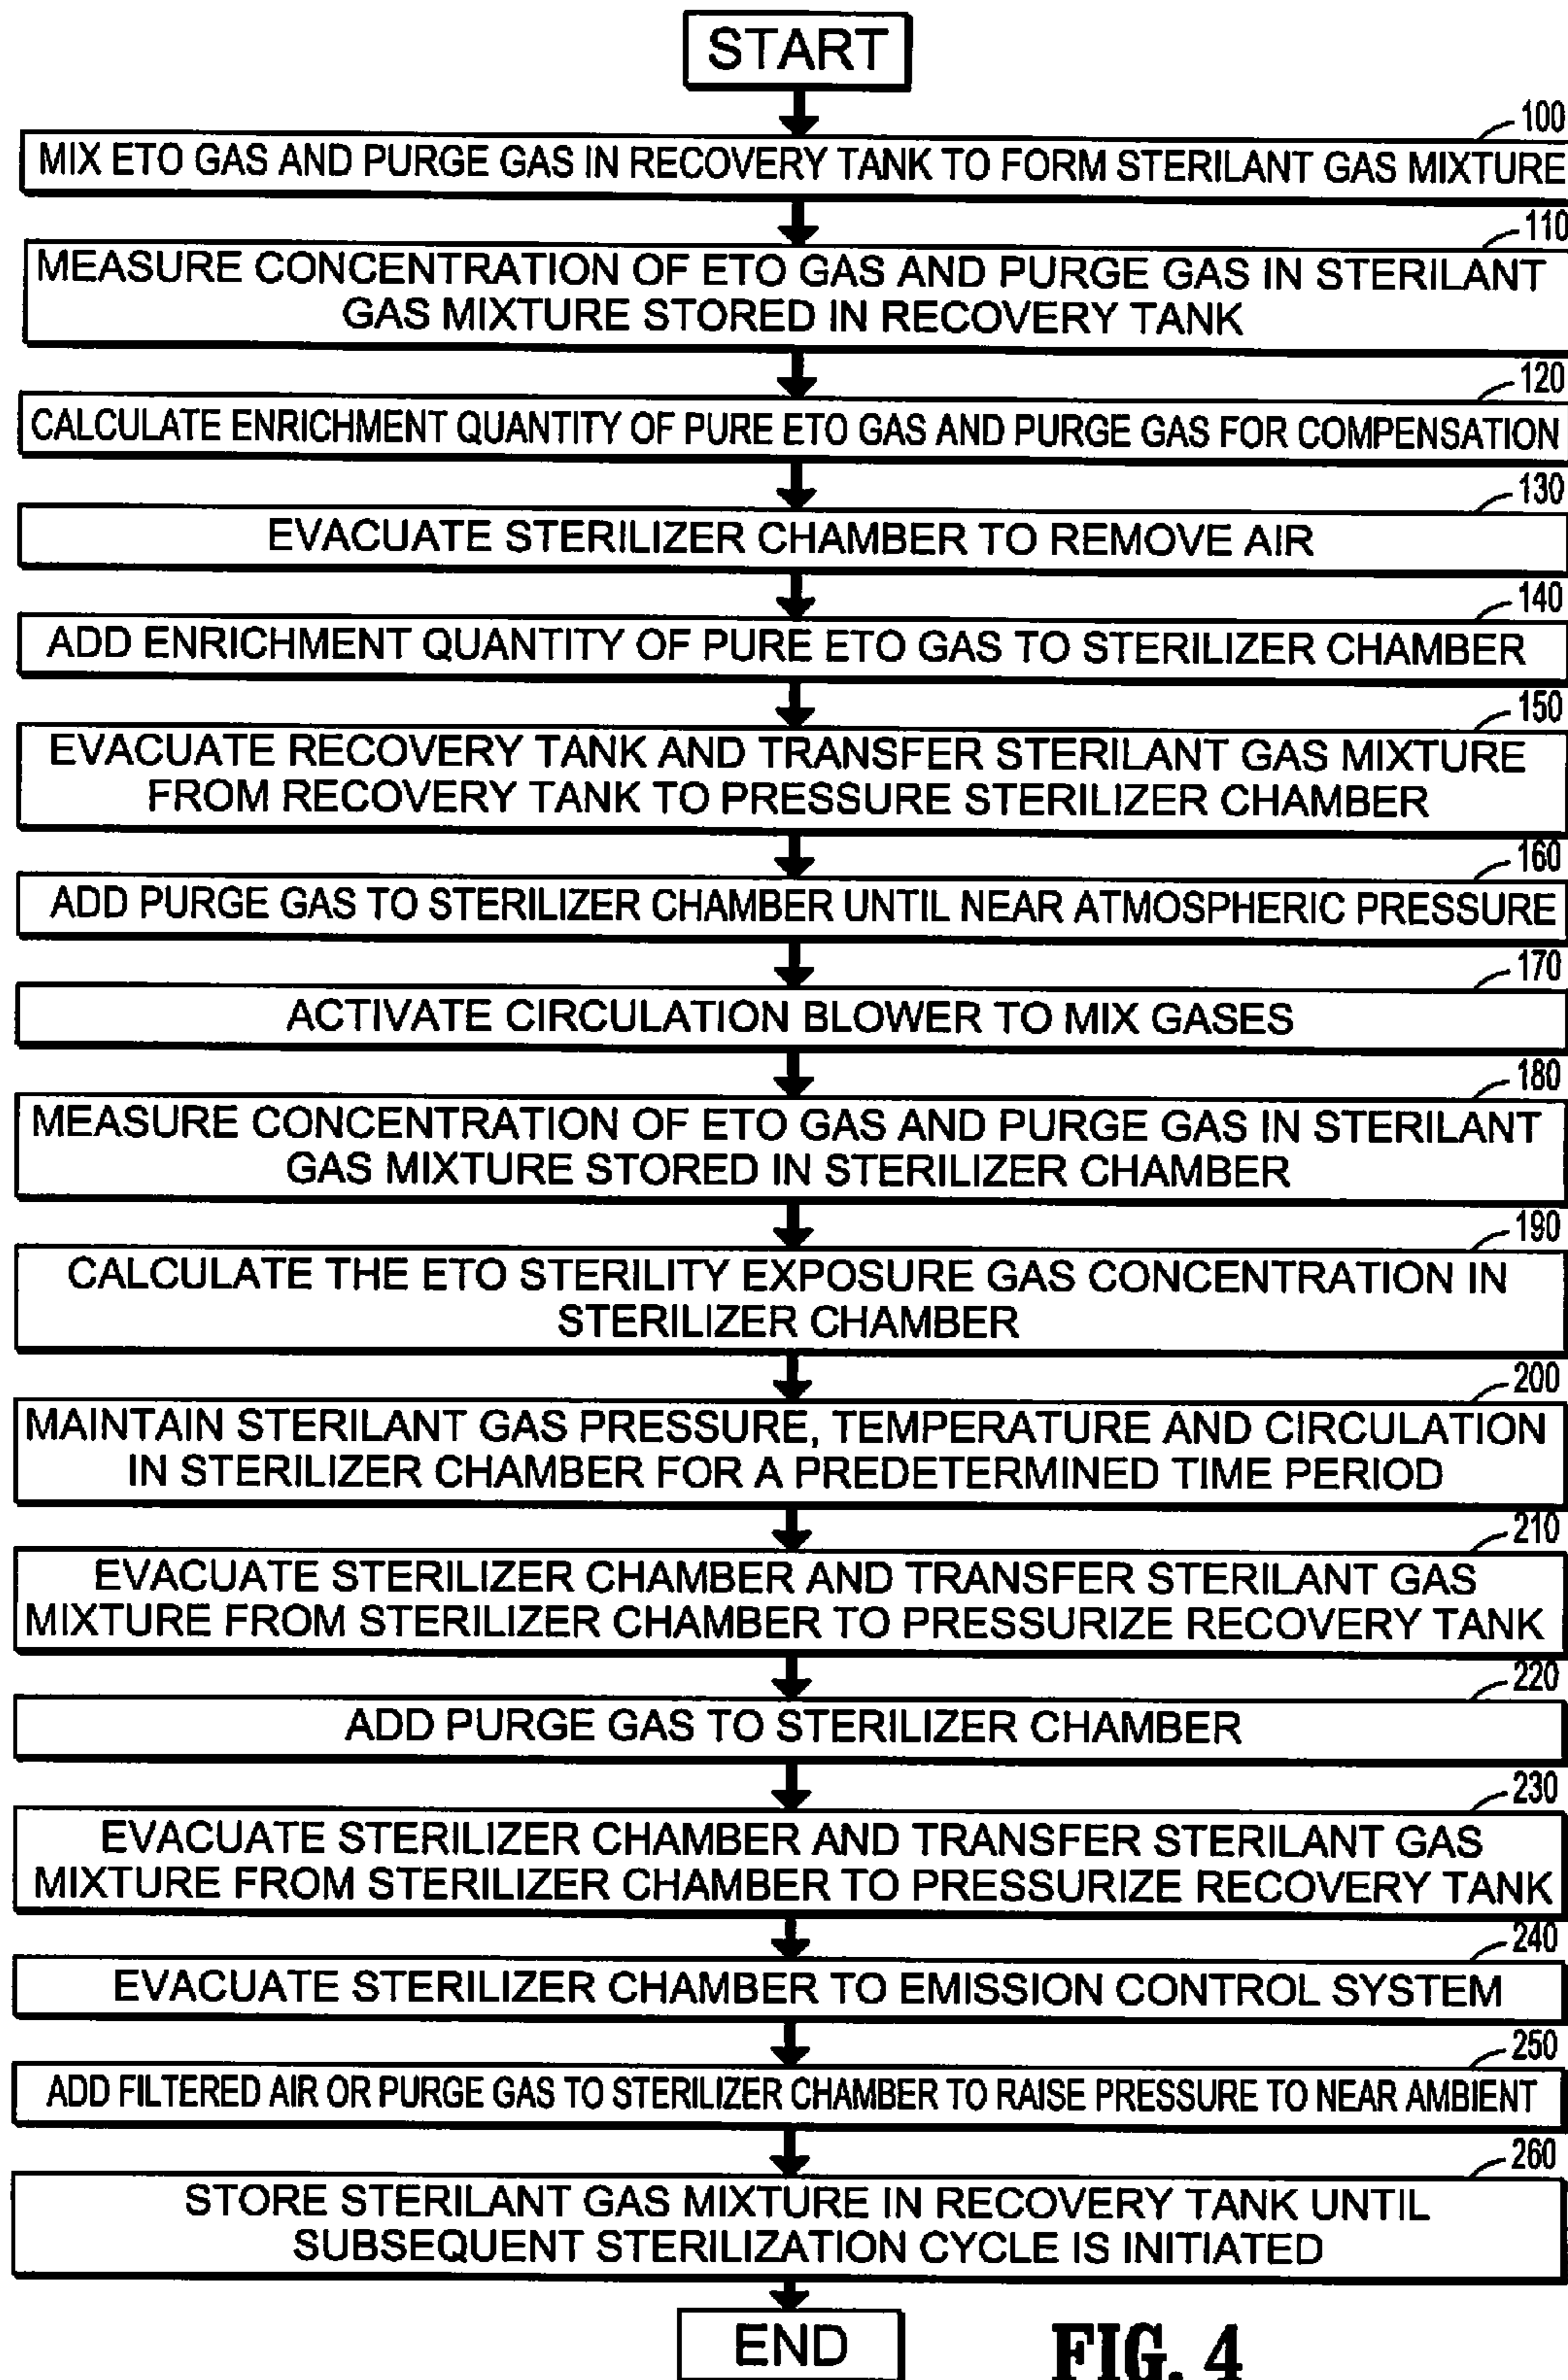 START
100
MIX ETO GAS AND PURGE GAS IN RECOVERY TANK TO FORM STERILANT GAS MIXTURE
110
MEASURE CONCENTRATION OF ETO GAS AND PURGE GAS IN STERILANT
GAS MIXTURE STORED IN RECOVERY TANK
120
CALCULATE ENRICHMENT QUANTITY OF PURE ETO GAS AND PURGE GAS FOR COMPENSATION
130
EVACUATE STERILIZER CHAMBER TO REMOVE AIR
140
ADD ENRICHMENT QUANTITY OF PURE ETO GAS TO STERILIZER CHAMBER
150
EVACUATE RECOVERY TANK AND TRANSFER STERILANT GAS MIXTURE
FROM RECOVERY TANK TO PRESSURE STERILIZER CHAMBER
160
ADD PURGE GAS TO STERILIZER CHAMBER UNTIL NEAR ATMOSPHERIC PRESSURE
170
ACTIVATE CIRCULATION BLOWER TO MIX GASES
180
MEASURE CONCENTRATION OF ETO GAS AND PURGE GAS IN STERILANT
GAS MIXTURE STORED IN STERILIZER CHAMBER
190
CALCULATE THE ETO STERILITY EXPOSURE GAS CONCENTRATION IN
STERILIZER CHAMBER
200
MAINTAIN STERILANT GAS PRESSURE, TEMPERATURE AND CIRCULATION
IN STERILIZER CHAMBER FOR A PREDETERMINED TIME PERIOD
210
EVACUATE STERILIZER CHAMBER AND TRANSFER STERILANT GAS
MIXTURE FROM STERILIZER CHAMBER TO PRESSURIZE RECOVERY TANK
220
ADD PURGE GAS TO STERILIZER CHAMBER
230
EVACUATE STERILIZER CHAMBER AND TRANSFER STERILANT GAS
MIXTURE FROM STERILIZER CHAMBER TO PRESSURIZE RECOVERY TANK
240
EVACUATE STERILIZER CHAMBER TO EMISSION CONTROL SYSTEM
250
ADD FILTERED AIR OR PURGE GAS TO STERILIZER CHAMBER TO RAISE PRESSURE TO NEAR AMBIENT
260
STORE STERILANT GAS MIXTURE IN RECOVERY TANK UNTIL
SUBSEQUENT STERILIZATION CYCLE IS INITIATED
END
FIG. 4